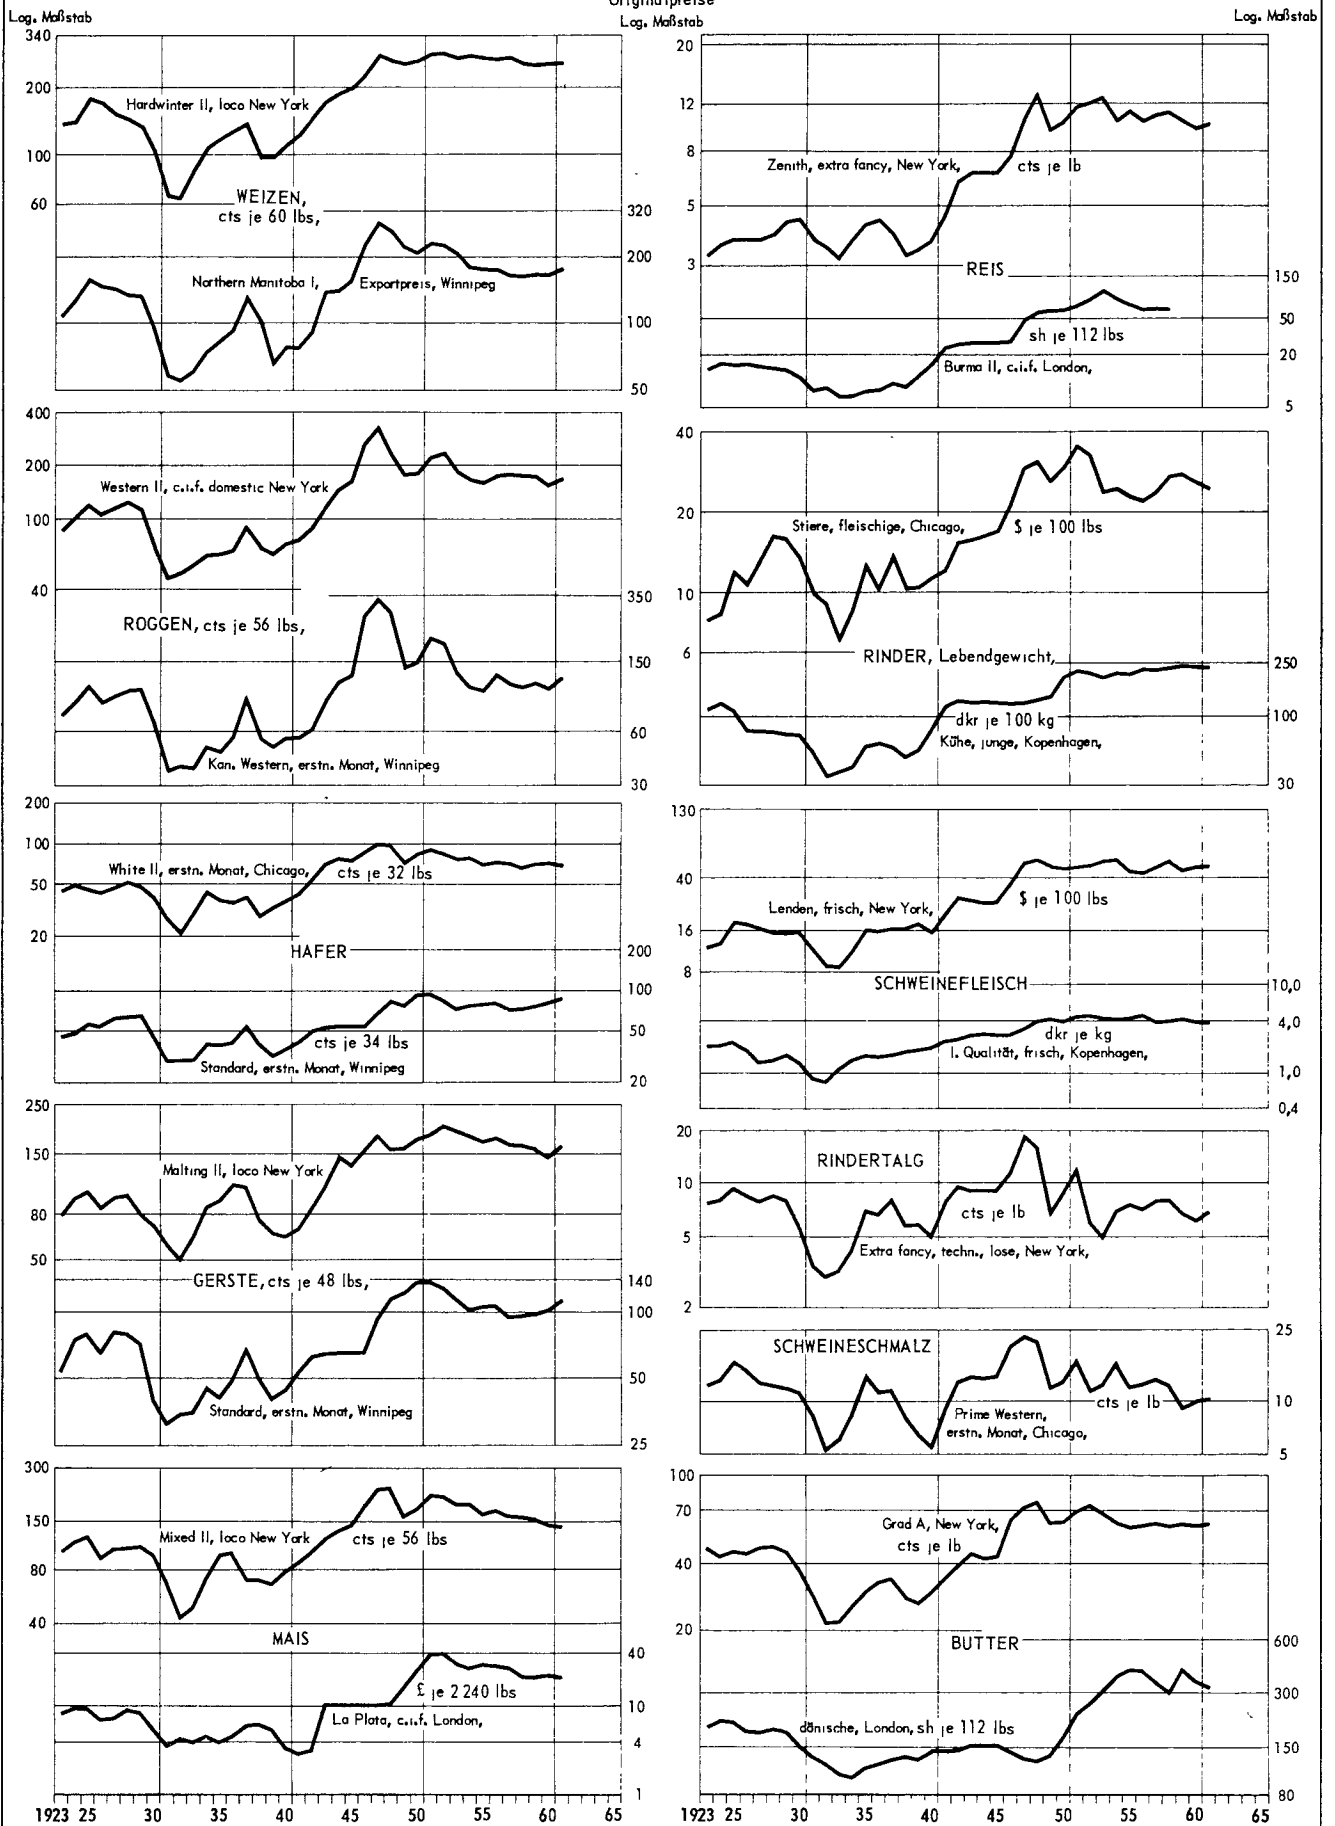 Originalpreise
Log. Maßstab
Log. Maßstab
Log. Maßstab
340
200
100
60
Hardwinter II, loco New York
WEIZEN,
cts je 60 lbs,
320
200
100
50
Northern Manitoba I, Exportpreis, Winnipeg
400
200
100
40
Western II, c.i.f. domestic New York
ROGGEN, cts je 56 lbs,
350
150
60
30
Kan. Western, erstn. Monat, Winnipeg
200
100
50
20
White II, erstn. Monat, Chicago, cts je 32 lbs
HAFER
200
100
50
20
cts je 34 lbs
Standard, erstn. Monat, Winnipeg
250
150
80
50
Malting II, loco New York
GERSTE, cts je 48 lbs,
140
100
50
25
Standard, erstn. Monat, Winnipeg
300
150
80
40
Mixed II, loco New York cts je 56 lbs
MAIS
40
10
4
1
£ je 2 240 lbs
La Plata, c.i.f. London,
1923 25 30 35 40 45 50 55 60 65
20
12
8
5
3
Zenith, extra fancy, New York, cts je lb
REIS
150
50
20
5
sh je 112 lbs
Burma II, c.i.f. London,
40
20
10
6
Stiere, fleischige, Chicago, $ je 100 lbs
RINDER, Lebendgewicht,
250
100
30
dkr je 100 kg
Kühe, junge, Kopenhagen,
130
40
16
8
Lenden, frisch, New York, $ je 100 lbs
SCHWEINEFLEISCH
10,0
4,0
1,0
0,4
dkr je kg
I. Qualität, frisch, Kopenhagen,
20
10
5
2
RINDERTALG
cts je lb
Extra fancy, techn., lose, New York,
25
10
5
SCHWEINESCHMALZ
cts je lb
Prime Western,
erstn. Monat, Chicago,
100
70
40
20
Grad A, New York,
cts je lb
BUTTER
600
300
150
80
dänische, London, sh je 112 lbs
1923 25 30 35 40 45 50 55 60 65